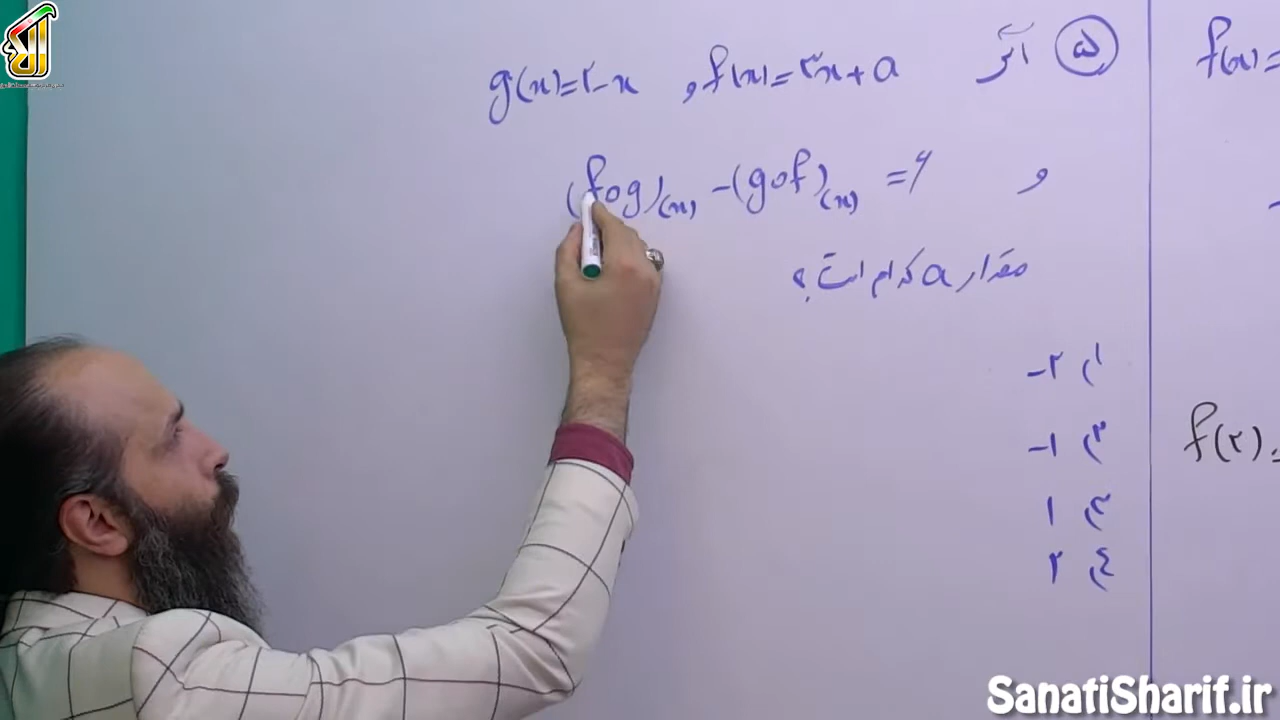 ۵ اگر f(x)=۳x+a , g(x)=۲-x
و (fog)(x) - (gof)(x) = ۶
مقدار a کدام است؟
۱) -۲
۲) -۱
۳) ۱
۴) ۲
f(x)=
f(۲)=
SanatiSharif.ir